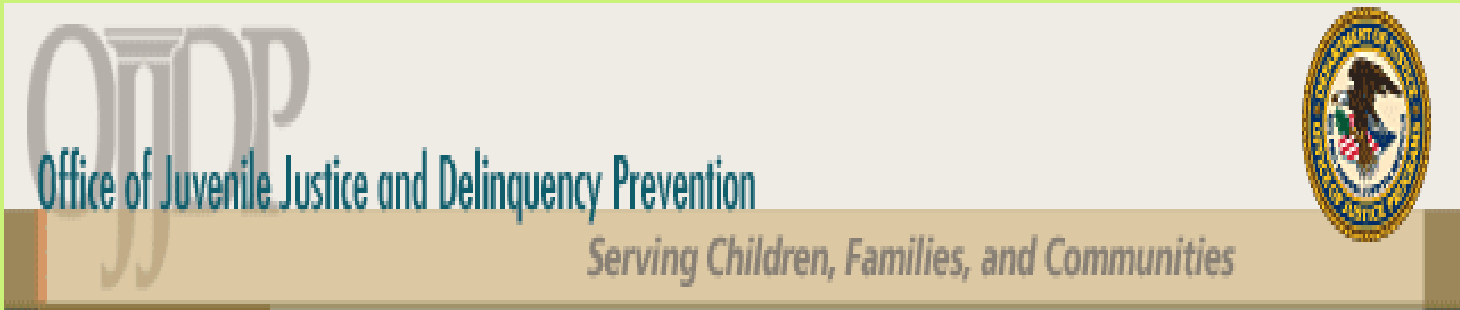 OJJDP
Office of Juvenile Justice and Delinquency Prevention
Serving Children, Families, and Communities